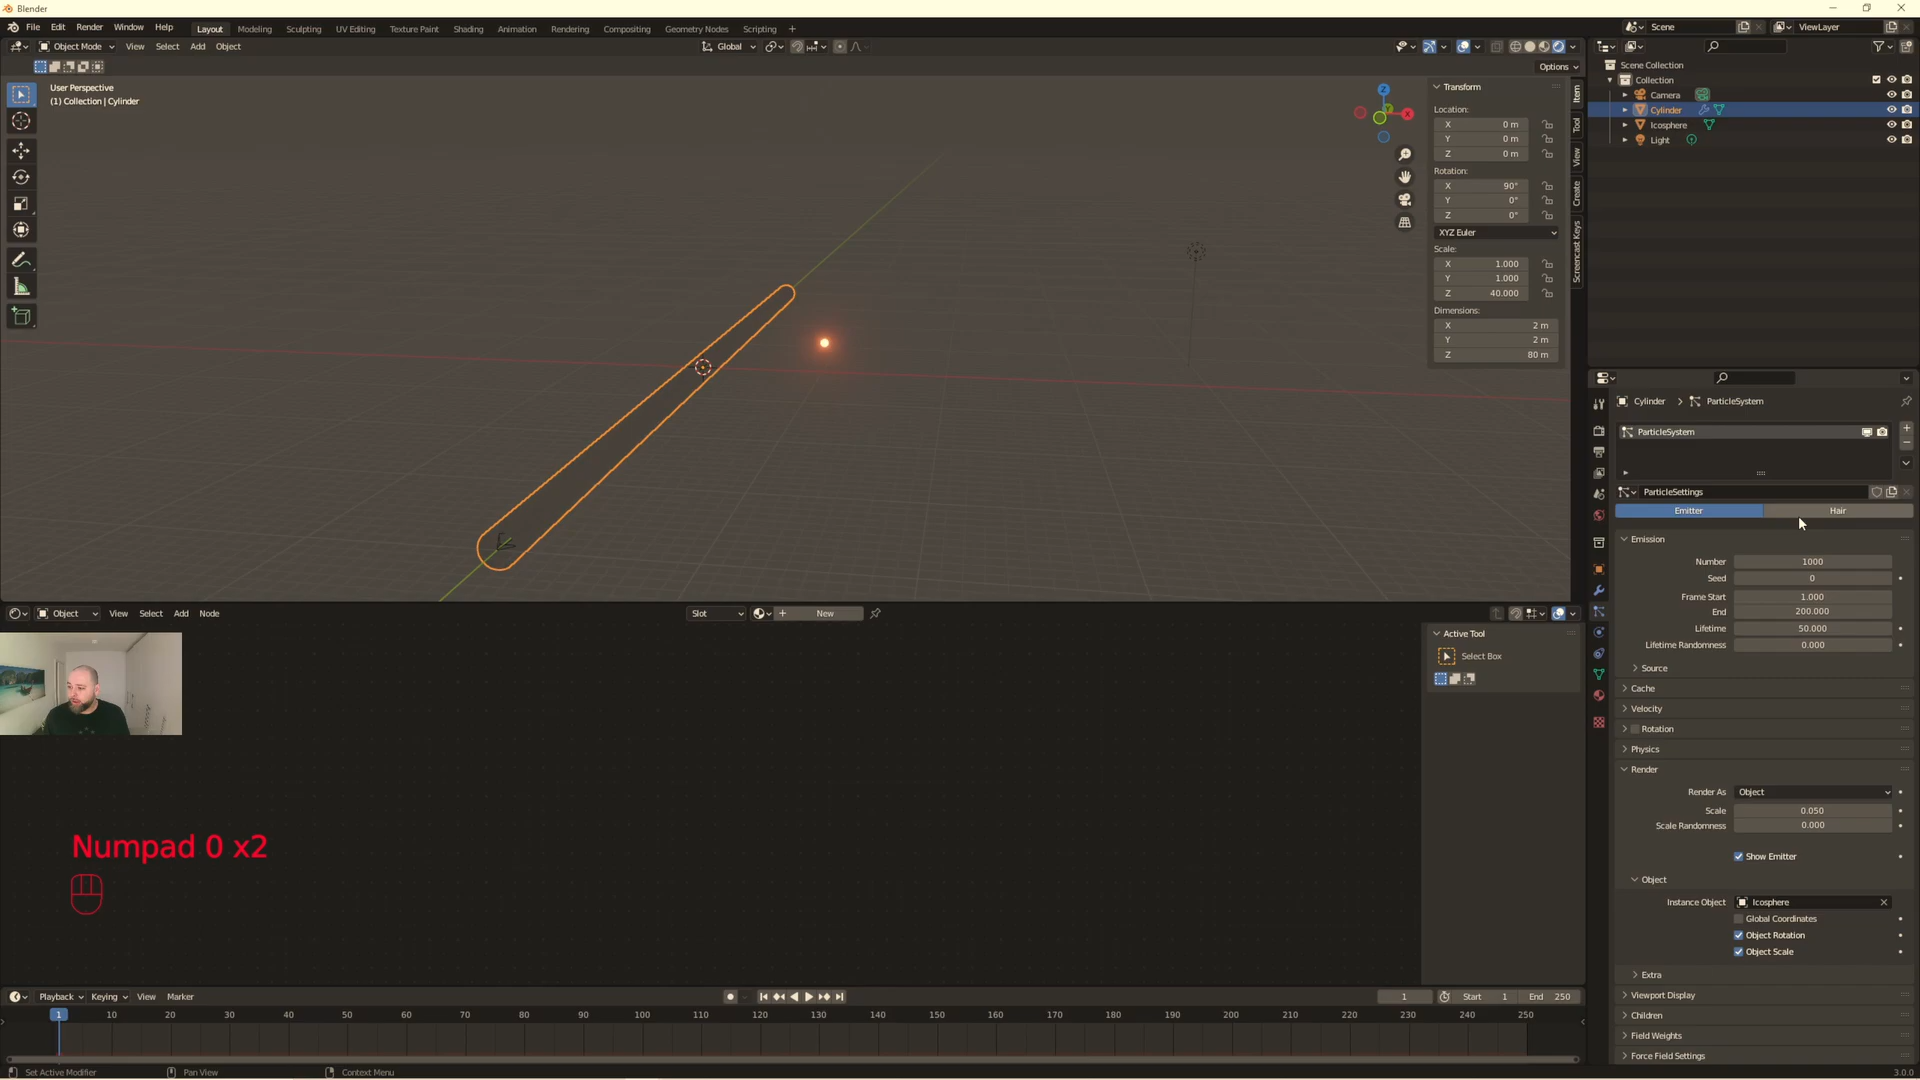 Blender
File Edit Render Window Help
Layout Modeling Sculpting UV Editing Texture Paint Shading Animation Rendering Compositing Geometry Nodes Scripting +
Scene
ViewLayer
Object Mode View Select Add Object
Global
Options
User Perspective
(1) Collection | Cylinder
Z
X
Y
Transform
Location:
X 0 m
Y 0 m
Z 0 m
Rotation:
X 90°
Y 0°
Z 0°
XYZ Euler
Scale:
X 1.000
Y 1.000
Z 40.000
Dimensions:
X 2 m
Y 2 m
Z 80 m
Item
Tool
View
Create
Screencast Keys
Scene Collection
Collection
Camera
Cylinder
Icosphere
Light
Cylinder > ParticleSystem
ParticleSystem
ParticleSettings
Emitter Hair
Emission
Number 1000
Seed 0
Frame Start 1.000
End 200.000
Lifetime 50.000
Lifetime Randomness 0.000
Source
Cache
Velocity
Rotation
Physics
Render
Render As Object
Scale 0.050
Scale Randomness 0.000
Show Emitter
Object
Instance Object Icosphere
Global Coordinates
Object Rotation
Object Scale
Extra
Viewport Display
Children
Field Weights
Force Field Settings
Object View Select Add Node
Slot
New
Active Tool
Select Box
Numpad 0 x2
Playback Keying View Marker
1
Start 1
End 250
1 10 20 30 40 50 60 70 80 90 100 110 120 130 140 150 160 170 180 190 200 210 220 230 240 250
Set Active Modifier
Pan View
Context Menu
3.0.0